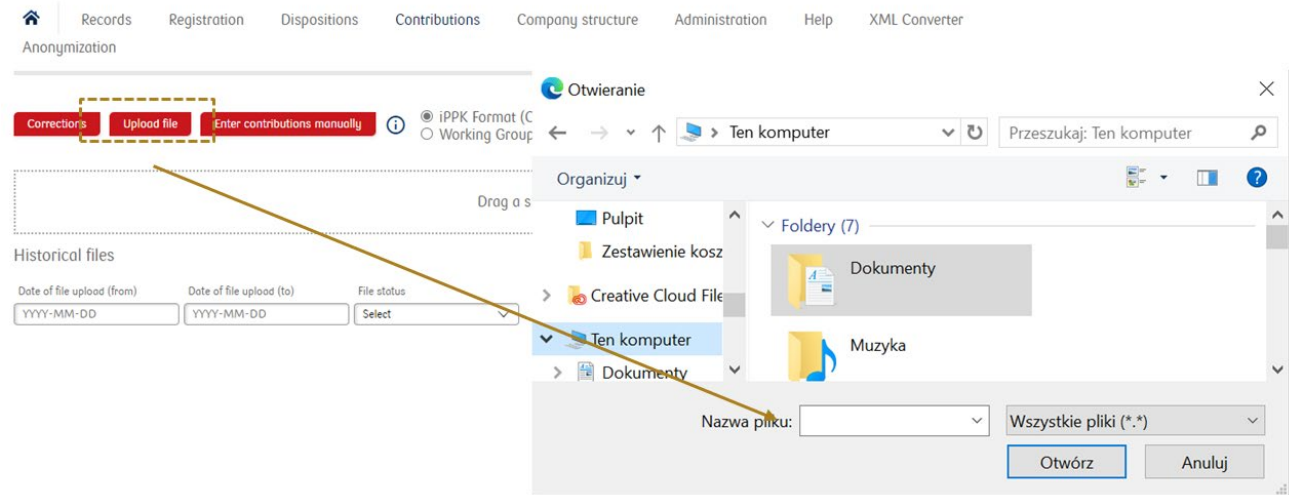 Records Registration Dispositions Contributions Company structure Administration Help XML Converter
Anonymization
Corrections Upload file Enter contributions manually
iPPK Format (C
Working Group
Drag a s
Historical files
Date of file upload (from) Date of file upload (to) File status
YYYY-MM-DD YYYY-MM-DD Select
Otwieranie
Ten komputer Przeszukaj: Ten komputer
Organizuj
Pulpit
Zestawienie kosz
Creative Cloud File
Ten komputer
Dokumenty
Foldery (7)
Dokumenty
Muzyka
Nazwa pliku: Wszystkie pliki (*.*)
Otwórz Anuluj